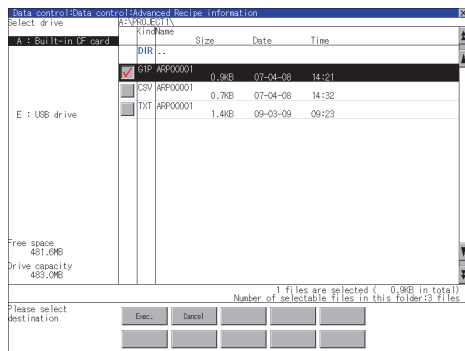 Data control:Data control:Advanced Recipe information
Select drive
A:\PROJECT1\
Kind Name
Size Date Time
A : Built-in CF card
DIR ..
G1P ARP00001
0.9KB 07-04-08 14:21
CSV ARP00001
0.7KB 07-04-08 14:32
TXT ARP00001
1.4KB 09-03-09 09:23
E : USB drive
Free space
481.6MB
Drive capacity
483.0MB
1 files are selected ( 0.9KB in total)
Number of selectable files in this folder:3 files
Please select
destination
Exec. Cancel